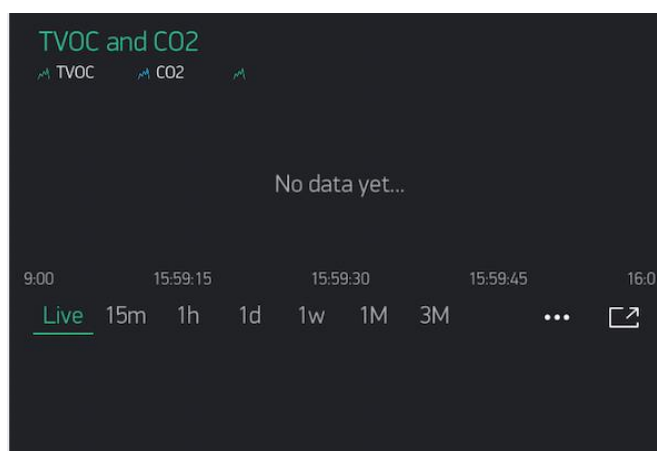 TVOC and CO2
TVOC CO2
No data yet...
9:00 15:59:15 15:59:30 15:59:45 16:0
Live 15m 1h 1d 1w 1M 3M